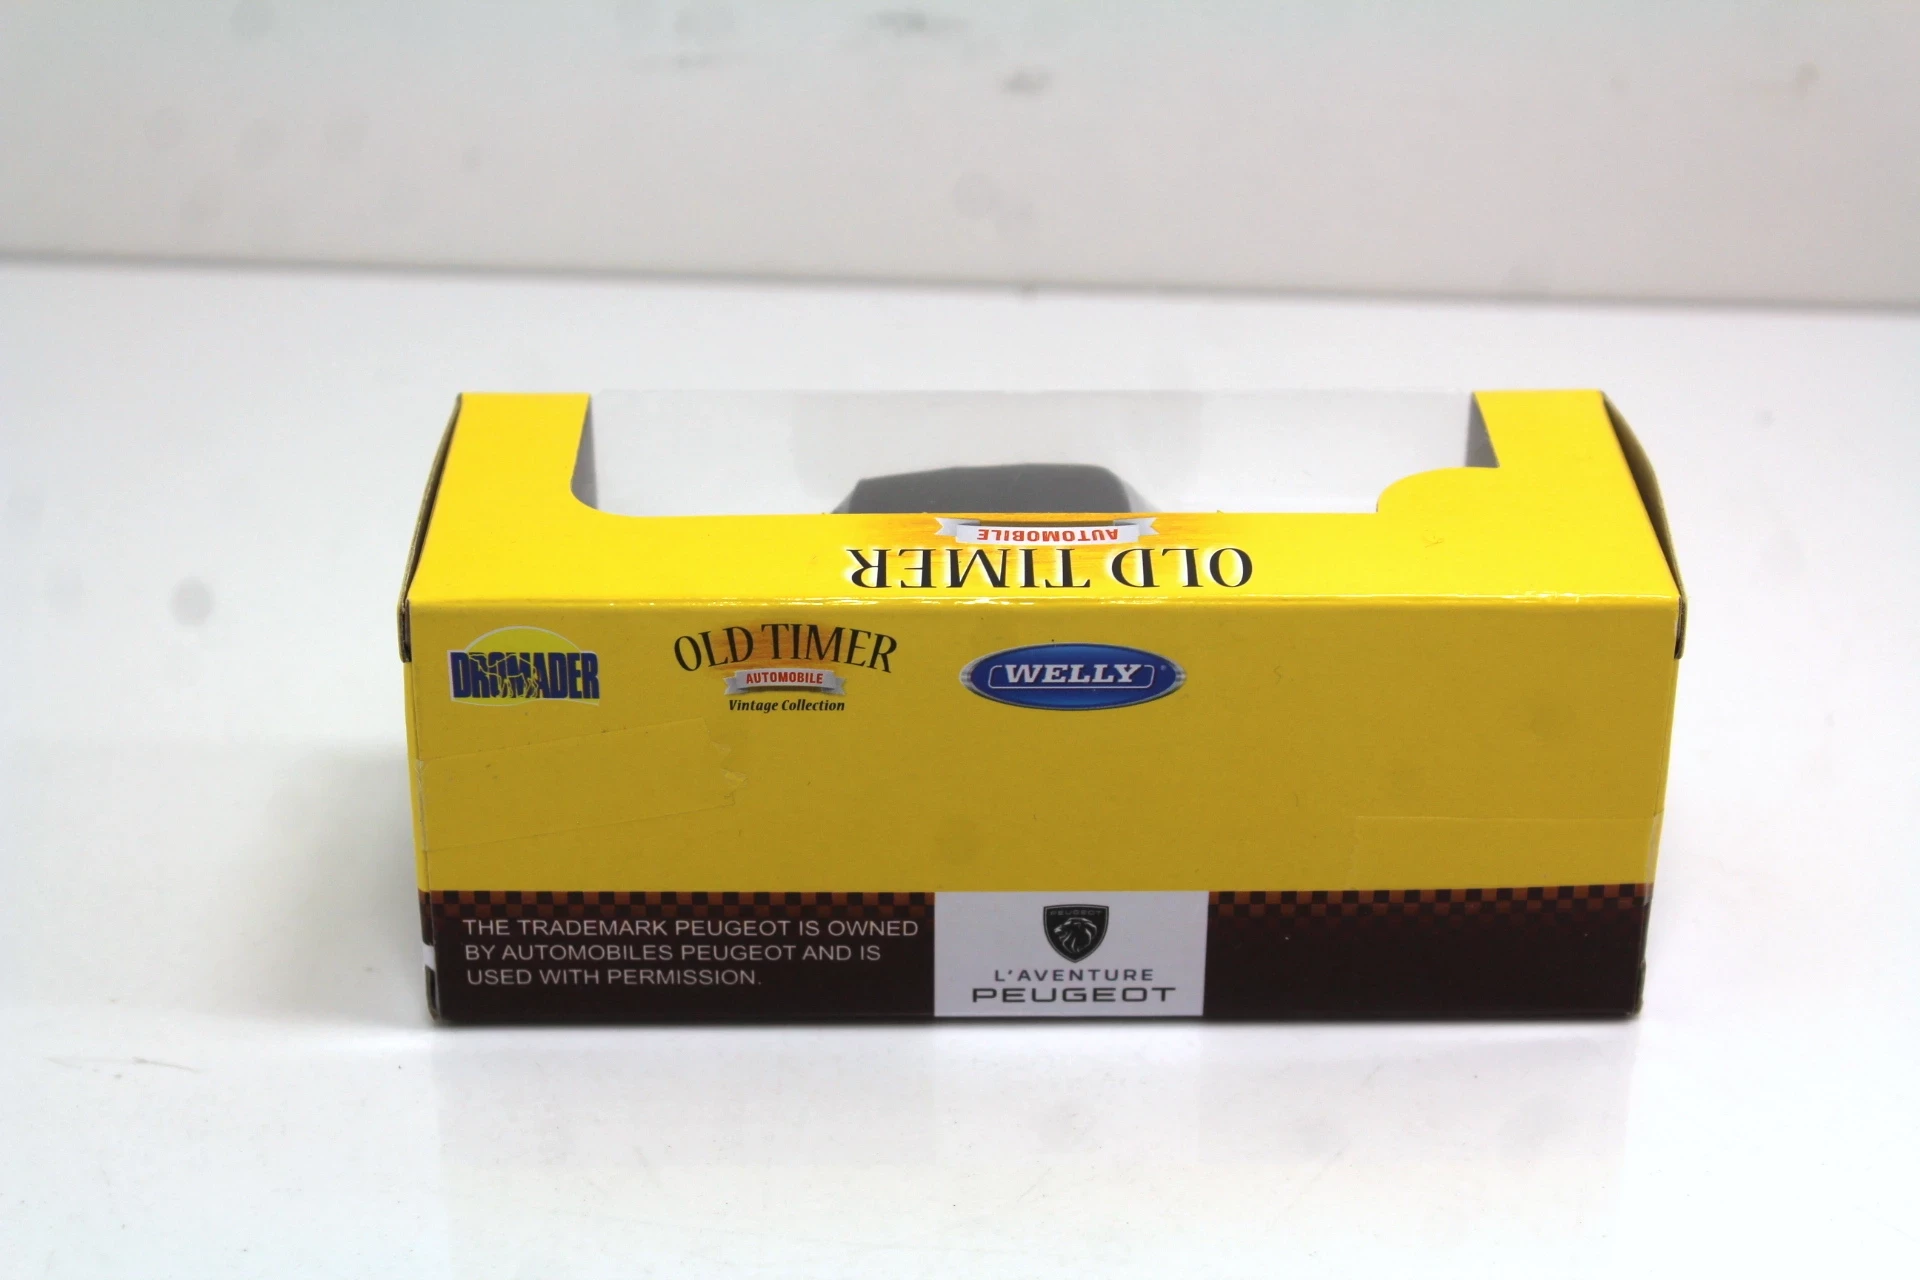 AUTOMOBILE
OLD TIMER
DROMADER
OLD TIMER
AUTOMOBILE
Vintage Collection
WELLY
THE TRADEMARK PEUGEOT IS OWNED
BY AUTOMOBILES PEUGEOT AND IS
USED WITH PERMISSION.
PEUGEOT
L'AVENTURE
PEUGEOT